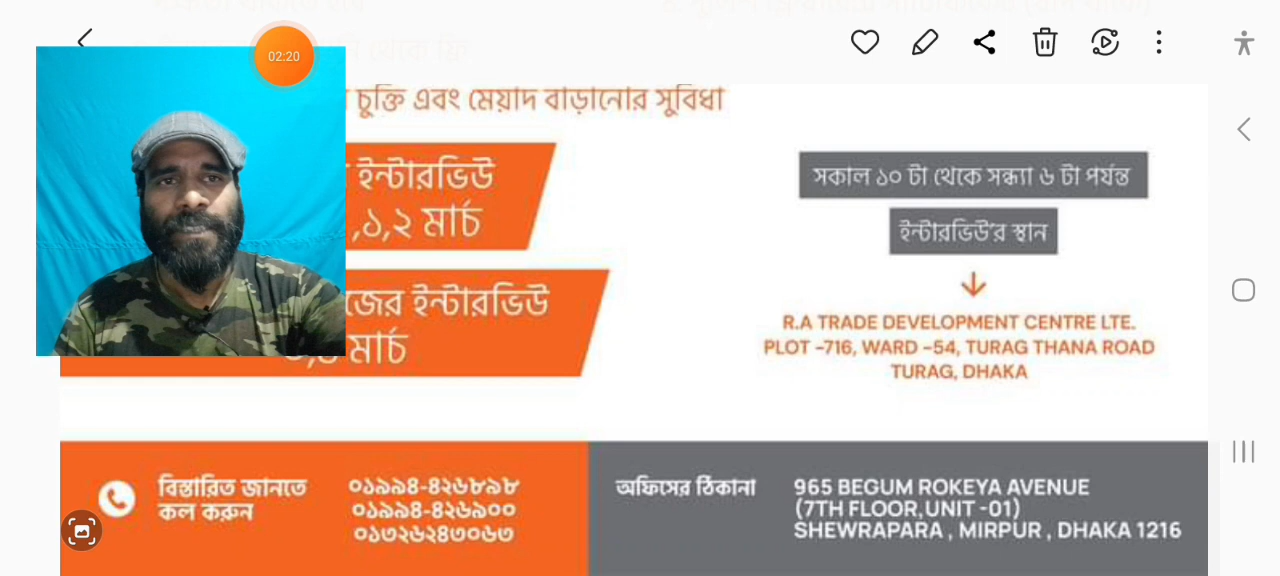 থেকে ফ্রি
02:20
চুক্তি এবং মেয়াদ বাড়ানোর সুবিধা
ইন্টারভিউ
,১,২ মার্চ
জের ইন্টারভিউ
মার্চ
সকাল ১০ টা থেকে সন্ধ্যা ৬ টা পর্যন্ত
ইন্টারভিউ'র স্থান
R.A TRADE DEVELOPMENT CENTRE LTE.
PLOT -716, WARD -54, TURAG THANA ROAD
TURAG, DHAKA
বিস্তারিত জানতে
কল করুন
০১৯৯৪-৪২৬৮৯৮
০১৯৯৪-৪২৬৯০০
০১৩২৬২৪৩০৬৩
অফিসের ঠিকানা
965 BEGUM ROKEYA AVENUE
(7TH FLOOR,UNIT -01)
SHEWRAPARA , MIRPUR , DHAKA 1216